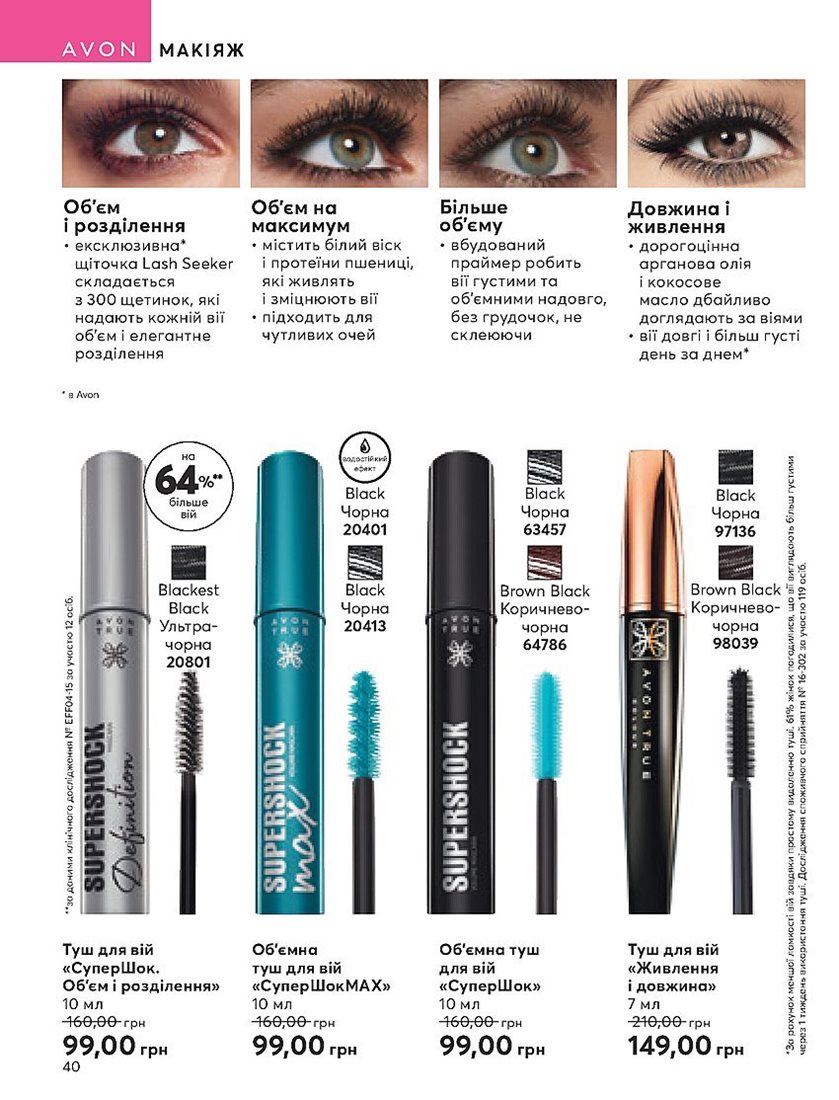 AVON МАКІЯЖ
Об'єм
і розділення
• ексклюзивна*
щіточка Lash Seeker
складається
з 300 щетинок, які
надають кожній вії
об'єм і елегантне
розділення
Об'єм на
максимум
• містить білий віск
і протеїни пшениці,
які живлять
і зміцнюють вії
• підходить для
чутливих очей
Більше
об'єму
• вбудований
праймер робить
вії густими та
об'ємними надовго,
без грудочок, не
склеюючи
Довжина і
живлення
• дорогоцінна
арганова олія
і кокосове
масло дбайливо
доглядають за віями
• вії довгі і більш густі
день за днем*
* в Avon
на
64%**
більше
вій
Blackest
Black
Ультра-
чорна
20801
водостійкий
ефект
Black
Чорна
20401
Black
Чорна
20413
Black
Чорна
63457
Brown Black
Коричнево-
чорна
64786
Black
Чорна
97136
Brown Black
Коричнево-
чорна
98039
AVON
TRUE
SUPERSHOCK
Definition
MASCARA
AVON
TRUE
SUPERSHOCK
max
VOLUME MASCARA
AVON
TRUE
SUPERSHOCK
VOLUME MASCARA
AVON TRUE
**за даними клінічного дослідження № EFF04-15 за участю 12 осіб.
*За рахунок меншої ломкості вій завдяки простому видаленню туші. 61% жінок погодилися, що вії виглядають більш густими
через 1 тиждень використання туші. Дослідження споживчого сприйняття № 16-302 за участю 119 осіб.
Туш для вій
«СуперШок.
Об'єм і розділення»
10 мл
160,00 грн
99,00 грн
Об'ємна
туш для вій
«СуперШокMAX»
10 мл
160,00 грн
99,00 грн
Об'ємна туш
для вій
«СуперШок»
10 мл
160,00 грн
99,00 грн
Туш для вій
«Живлення
і довжина»
7 мл
210,00 грн
149,00 грн
40